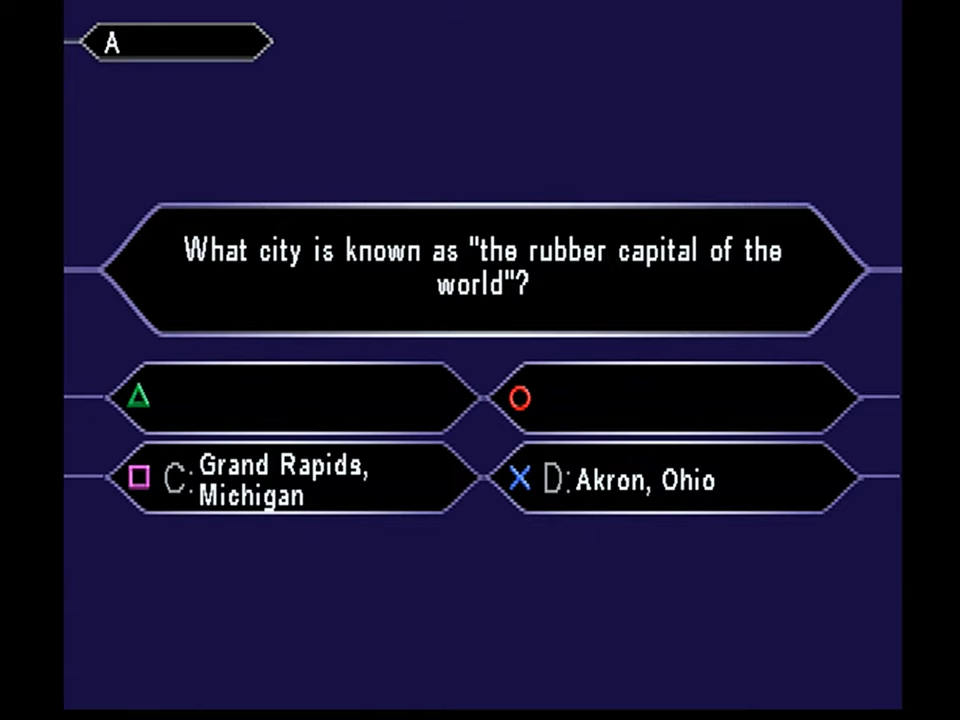 A
What city is known as "the rubber capital of the
world"?
C: Grand Rapids,
Michigan
D: Akron, Ohio